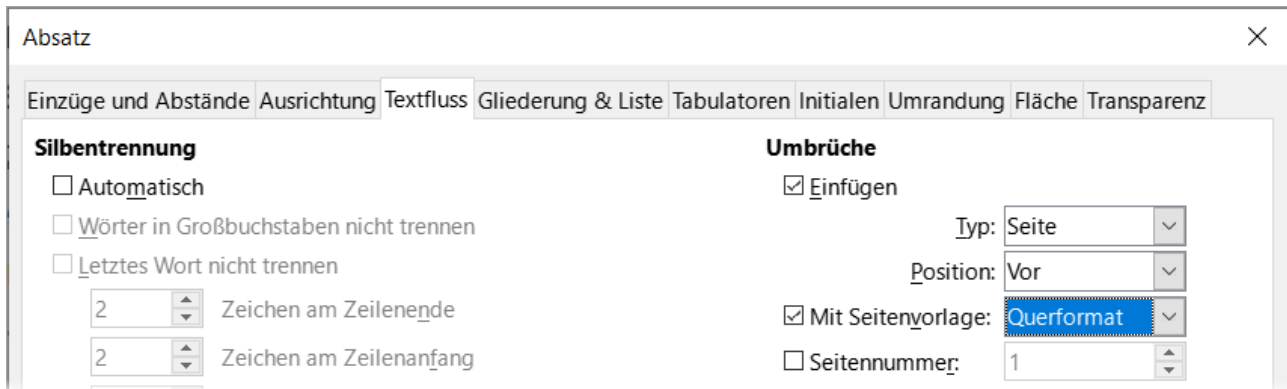 Absatz
Einzüge und Abstände Ausrichtung Textfluss Gliederung & Liste Tabulatoren Initialen Umrandung Fläche Transparenz
Silbentrennung
Automatisch
Wörter in Großbuchstaben nicht trennen
Letztes Wort nicht trennen
2 Zeichen am Zeilenende
2 Zeichen am Zeilenanfang
Umbrüche
Einfügen
Typ: Seite
Position: Vor
Mit Seitenvorlage: Querformat
Seitennummer: 1